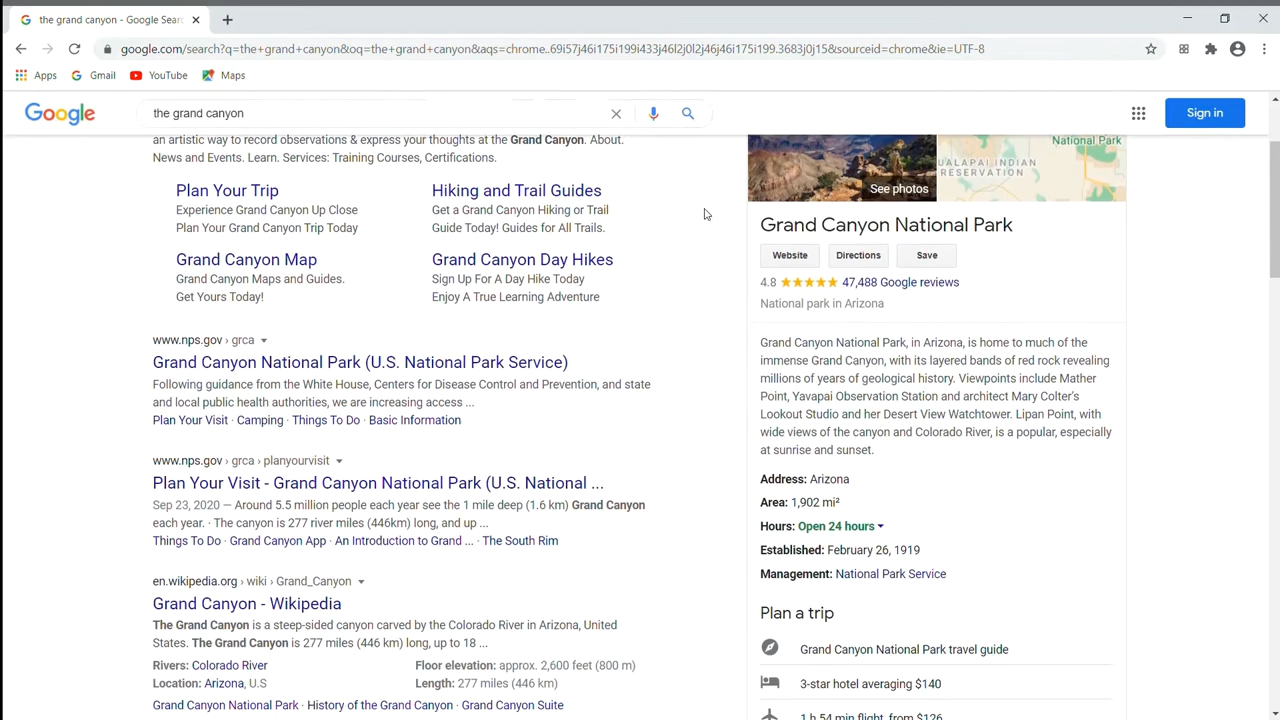 the grand canyon - Google Searc
google.com/search?q=the+grand+canyon&oq=the+grand+canyon&aqs=chrome..69i57j46i175i199i433j46l2j0l2j46j46i175i199.3683j0j15&sourceid=chrome&ie=UTF-8
Apps
Gmail
YouTube
Maps
Google
the grand canyon
Sign in
an artistic way to record observations & express your thoughts at the Grand Canyon. About.
News and Events. Learn. Services: Training Courses, Certifications.
Plan Your Trip
Experience Grand Canyon Up Close
Plan Your Grand Canyon Trip Today
Hiking and Trail Guides
Get a Grand Canyon Hiking or Trail
Guide Today! Guides for All Trails.
Grand Canyon Map
Grand Canyon Maps and Guides.
Get Yours Today!
Grand Canyon Day Hikes
Sign Up For A Day Hike Today
Enjoy A True Learning Adventure
www.nps.gov › grca
Grand Canyon National Park (U.S. National Park Service)
Following guidance from the White House, Centers for Disease Control and Prevention, and state
and local public health authorities, we are increasing access ...
Plan Your Visit · Camping · Things To Do · Basic Information
www.nps.gov › grca › planyourvisit
Plan Your Visit - Grand Canyon National Park (U.S. National ...
Sep 23, 2020 — Around 5.5 million people each year see the 1 mile deep (1.6 km) Grand Canyon
each year. · The canyon is 277 river miles (446km) long, and up ...
Things To Do · Grand Canyon App · An Introduction to Grand ... · The South Rim
en.wikipedia.org › wiki › Grand_Canyon
Grand Canyon - Wikipedia
The Grand Canyon is a steep-sided canyon carved by the Colorado River in Arizona, United
States. The Grand Canyon is 277 miles (446 km) long, up to 18 ...
Rivers: Colorado River
Floor elevation: approx. 2,600 feet (800 m)
Location: Arizona, U.S
Length: 277 miles (446 km)
Grand Canyon National Park · History of the Grand Canyon · Grand Canyon Suite
See photos
National Park
UALAPAI INDIAN
RESERVATION
Grand Canyon National Park
Website
Directions
Save
4.8
47,488 Google reviews
National park in Arizona
Grand Canyon National Park, in Arizona, is home to much of the
immense Grand Canyon, with its layered bands of red rock revealing
millions of years of geological history. Viewpoints include Mather
Point, Yavapai Observation Station and architect Mary Colter's
Lookout Studio and her Desert View Watchtower. Lipan Point, with
wide views of the canyon and Colorado River, is a popular, especially
at sunrise and sunset.
Address: Arizona
Area: 1,902 mi²
Hours: Open 24 hours
Established: February 26, 1919
Management: National Park Service
Plan a trip
Grand Canyon National Park travel guide
3-star hotel averaging $140
1 h 54 min flight, from $126